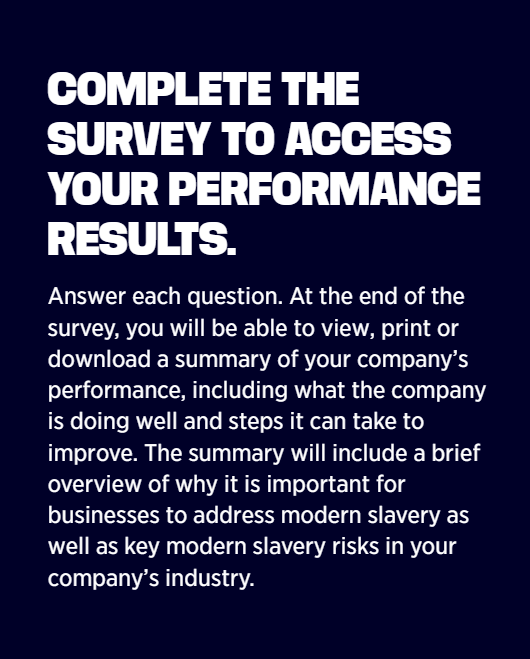 COMPLETE THE
SURVEY TO ACCESS
YOUR PERFORMANCE
RESULTS.
Answer each question. At the end of the
survey, you will be able to view, print or
download a summary of your company’s
performance, including what the company
is doing well and steps it can take to
improve. The summary will include a brief
overview of why it is important for
businesses to address modern slavery as
well as key modern slavery risks in your
company’s industry.